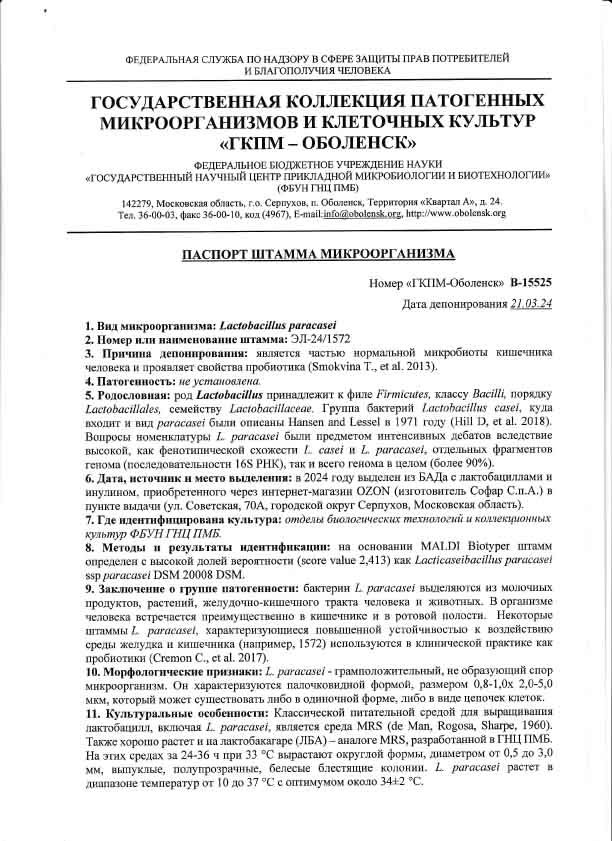 ФЕДЕРАЛЬНАЯ СЛУЖБА ПО НАДЗОРУ В СФЕРЕ ЗАЩИТЫ ПРАВ ПОТРЕБИТЕЛЕЙ
И БЛАГОПОЛУЧИЯ ЧЕЛОВЕКА
ГОСУДАРСТВЕННАЯ КОЛЛЕКЦИЯ ПАТОГЕННЫХ
МИКРООРГАНИЗМОВ И КЛЕТОЧНЫХ КУЛЬТУР
«ГКПМ – ОБОЛЕНСК»
ФЕДЕРАЛЬНОЕ БЮДЖЕТНОЕ УЧРЕЖДЕНИЕ НАУКИ
«ГОСУДАРСТВЕННЫЙ НАУЧНЫЙ ЦЕНТР ПРИКЛАДНОЙ МИКРОБИОЛОГИИ И БИОТЕХНОЛОГИИ»
(ФБУН ГНЦ ПМБ)
142279, Московская область, г.о. Серпухов, п. Оболенск, Территория «Квартал А», д. 24.
Тел. 36-00-03, факс 36-00-10, код (4967), E-mail:info@obolensk.org, http://www.obolensk.org
ПАСПОРТ ШТАММА МИКРООРГАНИЗМА
Номер «ГКПМ-Оболенск» В-15525
Дата депонирования 21.03.24
1. Вид микроорганизма: Lactobacillus paracasei
2. Номер или наименование штамма: ЭЛ-24/1572
3. Причина депонирования: является частью нормальной микробиоты кишечника
человека и проявляет свойства пробиотика (Smokvina T., et al. 2013).
4. Патогенность: не установлена.
5. Родословная: род Lactobacillus принадлежит к филе Firmicutes, классу Bacilli, порядку
Lactobacillales, семейству Lactobacillaceae. Группа бактерий Lactobacillus casei, куда
входит и вид paracasei были описаны Hansen and Lessel в 1971 году (Hill D, et al. 2018).
Вопросы номенклатуры L. paracasei были предметом интенсивных дебатов вследствие
высокой, как фенотипической схожести L. casei и L. paracasei, отдельных фрагментов
генома (последовательности 16S РНК), так и всего генома в целом (более 90%).
6. Дата, источник и место выделения: в 2024 году выделен из БАДа с лактобациллами и
инулином, приобретенного через интернет-магазин OZON (изготовитель Софар С.п.А.) в
пункте выдачи (ул. Советская, 70А, городской округ Серпухов, Московская область).
7. Где идентифицирована культура: отделы биологических технологий и коллекционных
культур ФБУН ГНЦ ПМБ.
8. Методы и результаты идентификации: на основании MALDI Biotyper штамм
определен с высокой долей вероятности (score value 2,413) как Lacticaseibacillus paracasei
ssp paracasei DSM 20008 DSM.
9. Заключение о группе патогенности: бактерии L. paracasei выделяются из молочных
продуктов, растений, желудочно-кишечного тракта человека и животных. В организме
человека встречается преимущественно в кишечнике и в ротовой полости. Некоторые
штаммы L. paracasei, характеризующиеся повышенной устойчивостью к воздействию
среды желудка и кишечника (например, 1572) используются в клинической практике как
пробиотики (Cremon C., et al. 2017).
10. Морфологические признаки: L. paracasei - грамположительный, не образующий спор
микроорганизм. Он характеризуются палочковидной формой, размером 0,8-1,0х 2,0-5,0
мкм, который может существовать либо в одиночной форме, либо в виде цепочек клеток.
11. Культуральные особенности: Классической питательной средой для выращивания
лактобацилл, включая L. paracasei, является среда MRS (de Man, Rogosa, Sharpe, 1960).
Также хорошо растет и на лактобакагаре (ЛБА) – аналоге MRS, разработанной в ГНЦ ПМБ.
На этих средах за 24-36 ч при 33 °С вырастают округлой формы, диаметром от 0,5 до 3,0
мм, выпуклые, полупрозрачные, белесые блестящие колонии. L. paracasei растет в
диапазоне температур от 10 до 37 °С с оптимумом около 34±2 °С.